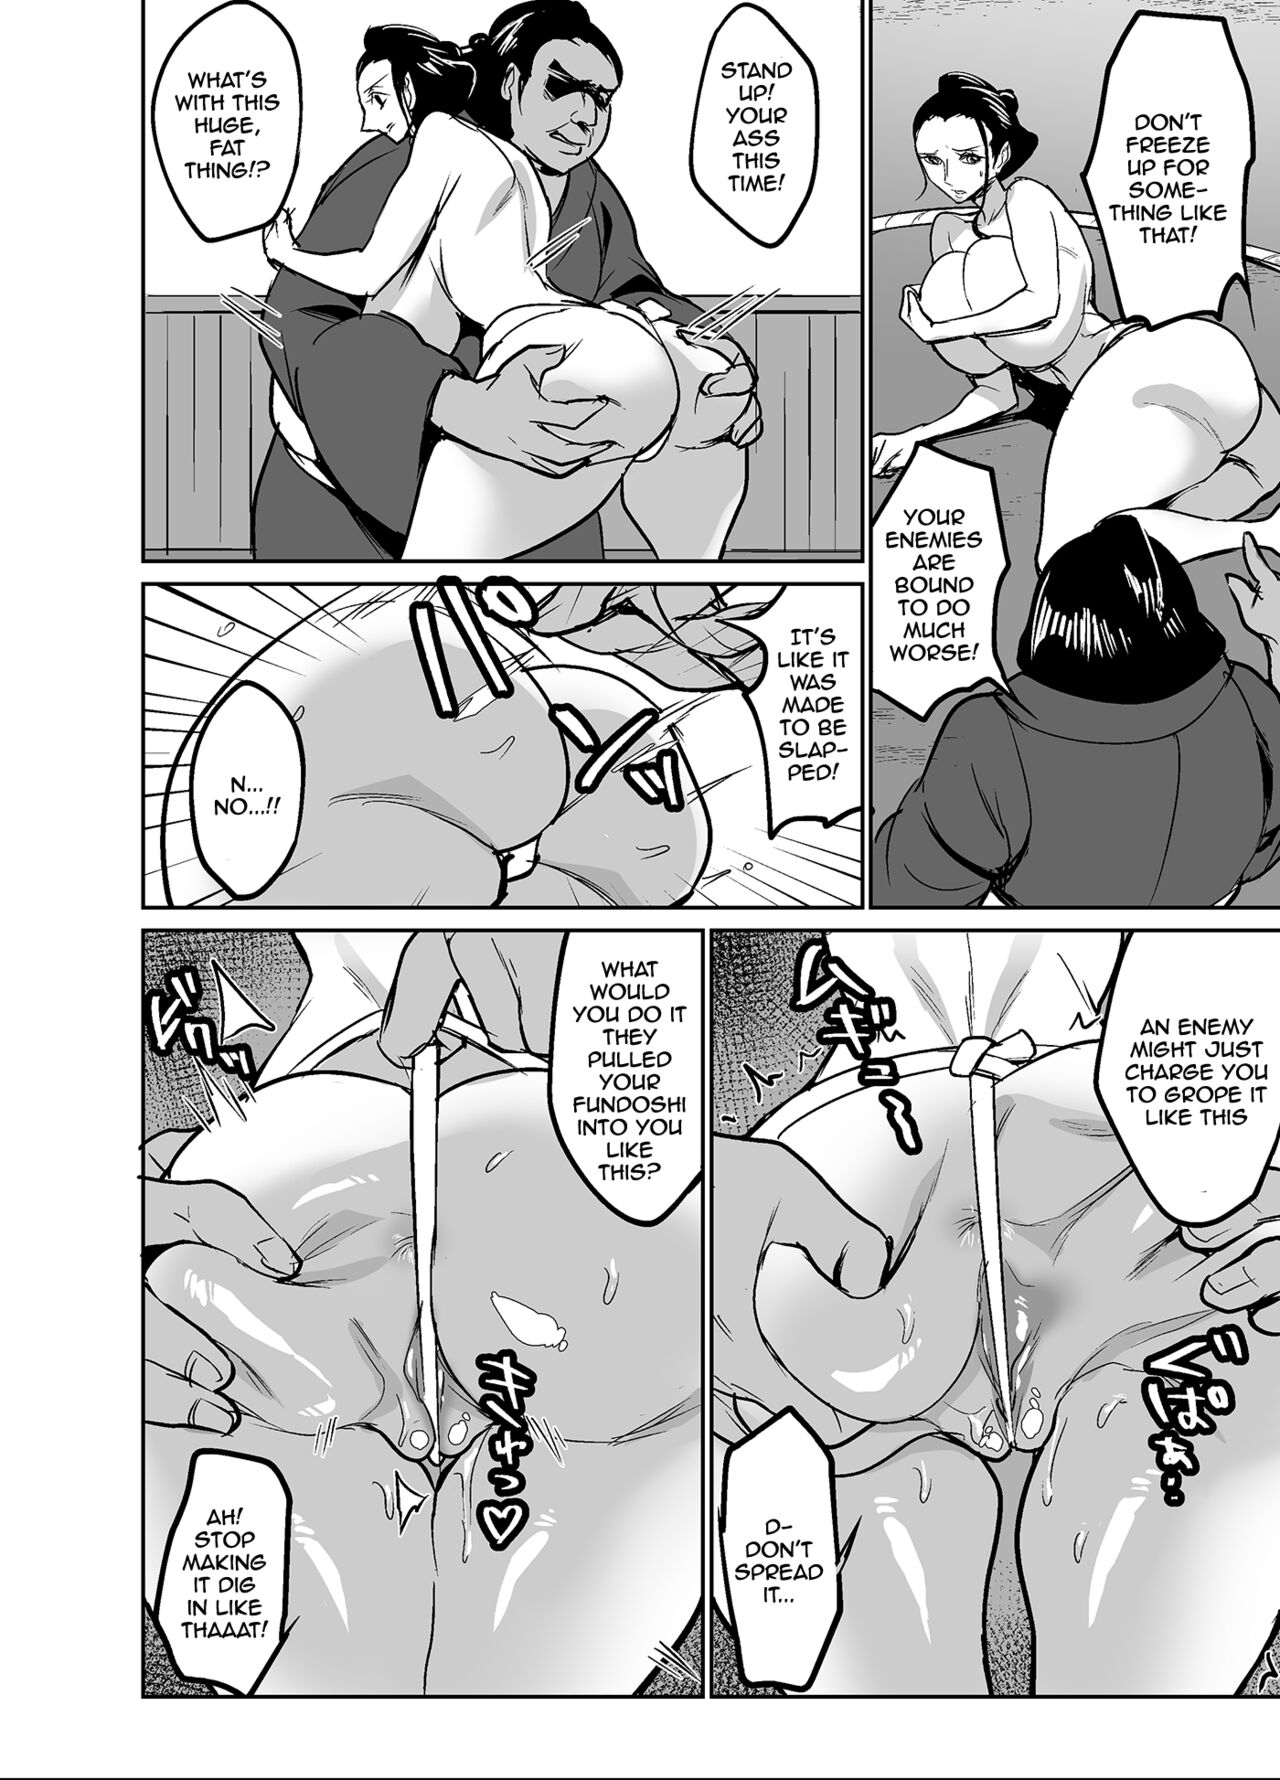 DON'T
FREEZE
UP FOR
SOME-
THING LIKE
THAT!
YOUR
ENEMIES
ARE
BOUND
TO DO
MUCH
WORSE!
STAND
UP!
YOUR
ASS
THIS
TIME!
WHAT'S
WITH THIS
HUGE,
FAT
THING!?
IT'S
LIKE IT
WAS
MADE
TO BE
SLAP-
PED!
N...
NO...!!
AN ENEMY
MIGHT JUST
CHARGE YOU
TO GROPE IT
LIKE THIS
D-
DON'T
SPREAD
IT...
WHAT
WOULD
YOU DO IT
THEY
PULLED
YOUR
FUNDOSHI
INTO YOU
LIKE
THIS?
AH!
STOP
MAKING
IT DIG
IN LIKE
THAAAT!